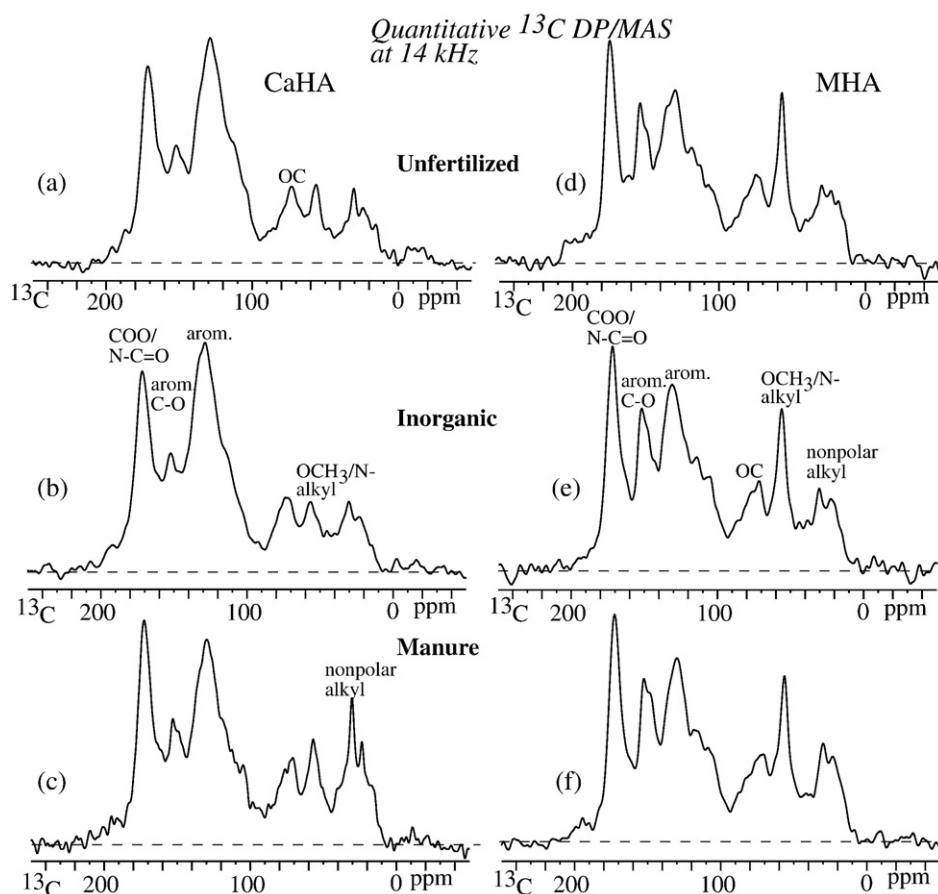 Quantitative 13C DP/MAS
at 14 kHz
CaHA
MHA
Unfertilized
(a)
OC
(d)
13C 200 100 0 ppm
13C 200 100 0 ppm
COO/
N-C=O
arom.
arom.
C-O
Inorganic
(b)
OCH3/N-
alkyl
COO/
N-C=O
arom.
C-O
arom.
OCH3/N-
alkyl
(e)
OC
nonpolar
alkyl
13C 200 100 0 ppm
13C 200 100 0 ppm
Manure
(c)
nonpolar
alkyl
(f)
13C 200 100 0 ppm
13C 200 100 0 ppm